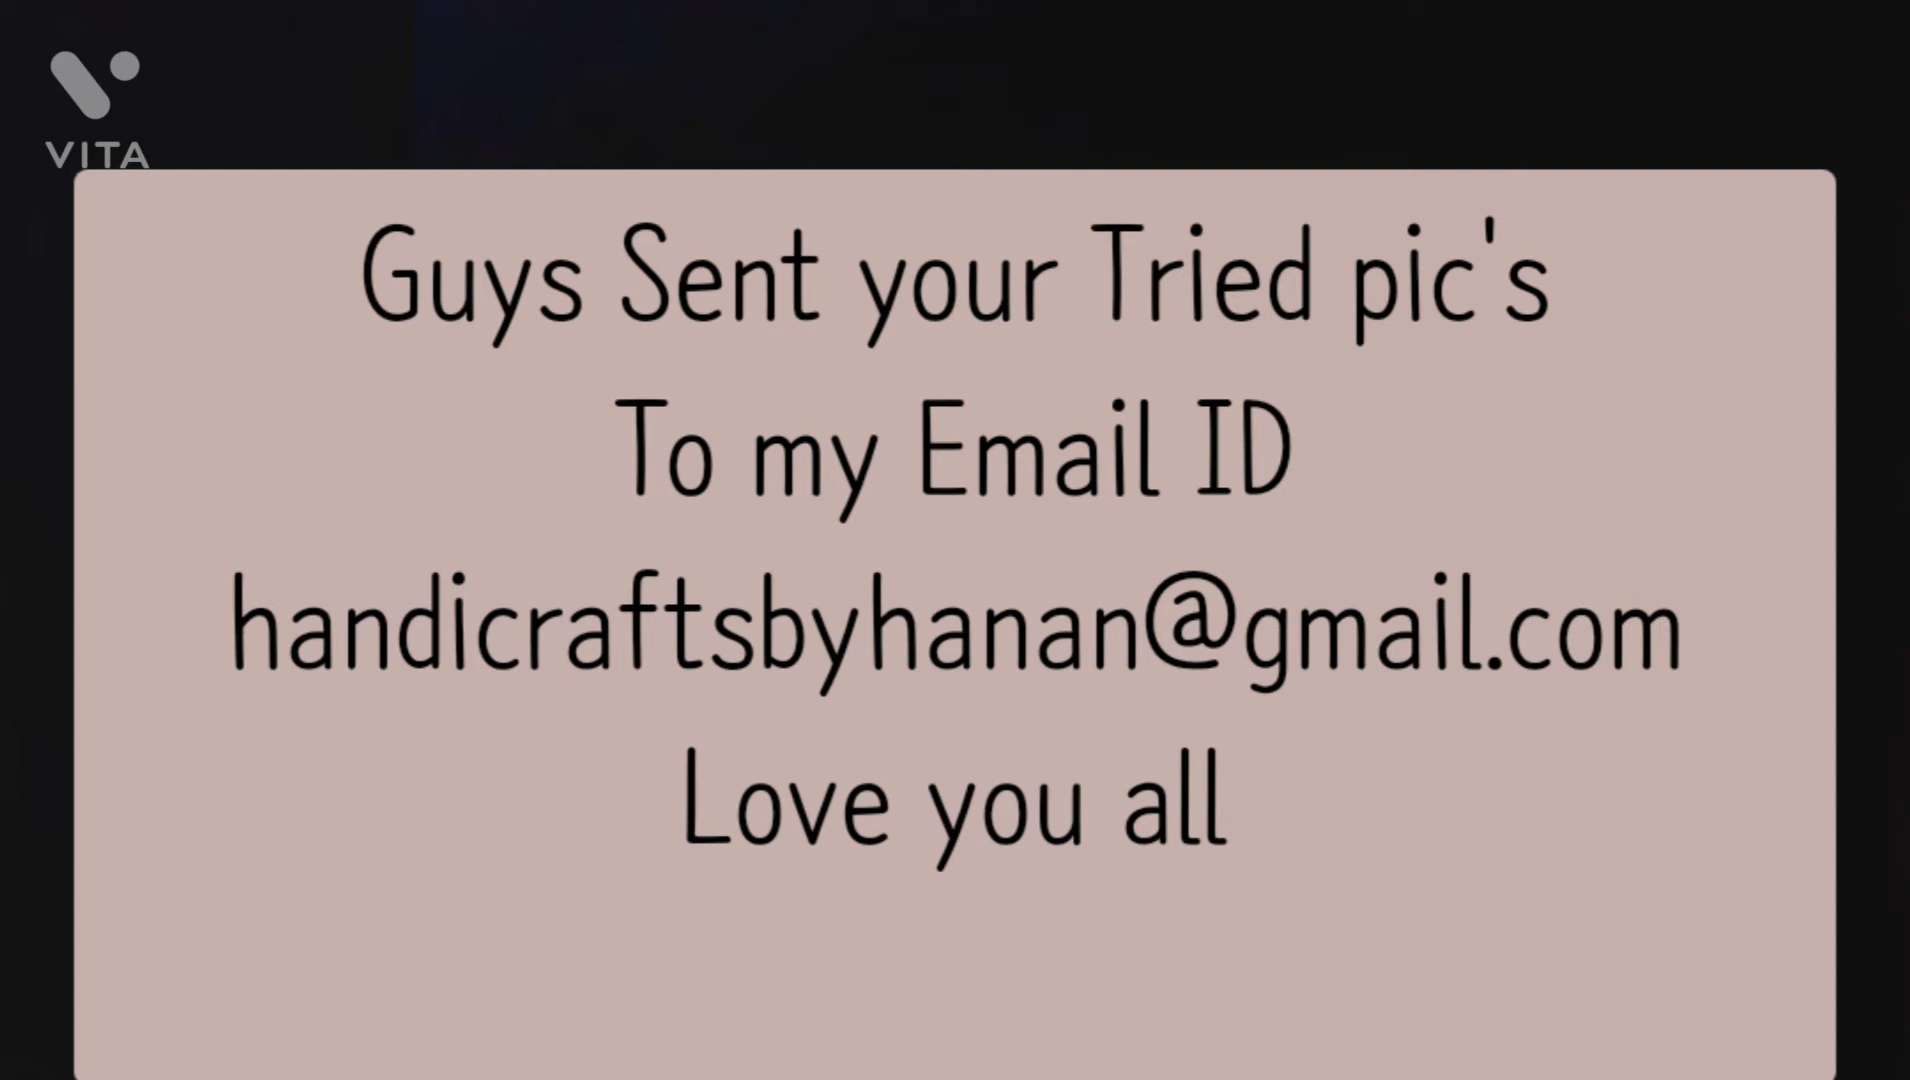 VITA
Guys Sent your Tried pic's
To my Email ID
handicraftsbyhanan@gmail.com
Love you all